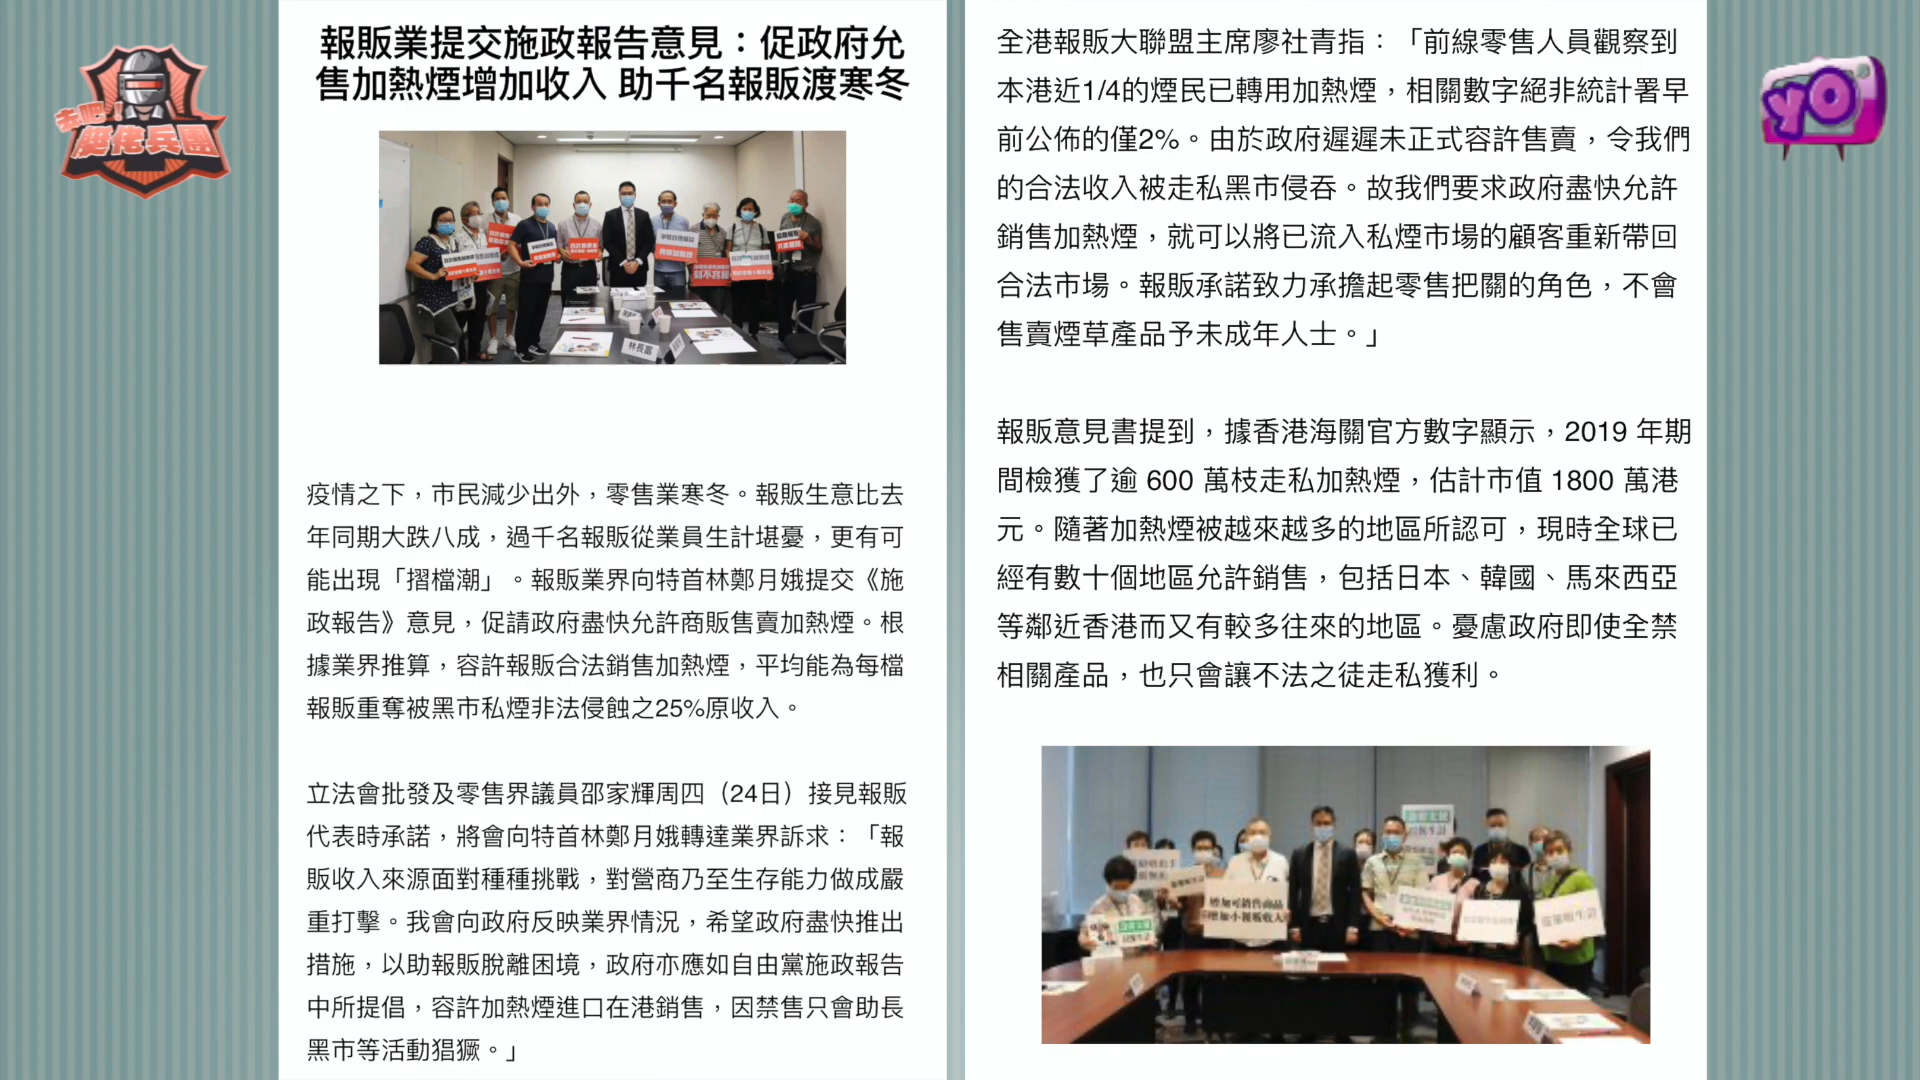 報販業提交施政報告意見：促政府允
售加熱煙增加收入 助千名報販渡寒冬
林長富
疫情之下，市民減少出外，零售業寒冬。報販生意比去
年同期大跌八成，過千名報販從業員生計堪憂，更有可
能出現「摺檔潮」。報販業界向特首林鄭月娥提交《施
政報告》意見，促請政府盡快允許商販售賣加熱煙。根
據業界推算，容許報販合法銷售加熱煙，平均能為每檔
報販重奪被黑市私煙非法侵蝕之25%原收入。
立法會批發及零售界議員邵家輝周四（24日）接見報販
代表時承諾，將會向特首林鄭月娥轉達業界訴求：「報
販收入來源面對種種挑戰，對營商乃至生存能力做成嚴
重打擊。我會向政府反映業界情況，希望政府盡快推出
措施，以助報販脫離困境，政府亦應如自由黨施政報告
中所提倡，容許加熱煙進口在港銷售，因禁售只會助長
黑市等活動猖獗。」
全港報販大聯盟主席廖社青指：「前線零售人員觀察到
本港近1/4的煙民已轉用加熱煙，相關數字絕非統計署早
前公佈的僅2%。由於政府遲遲未正式容許售賣，令我們
的合法收入被走私黑市侵吞。故我們要求政府盡快允許
銷售加熱煙，就可以將已流入私煙市場的顧客重新帶回
合法市場。報販承諾致力承擔起零售把關的角色，不會
售賣煙草產品予未成年人士。」
報販意見書提到，據香港海關官方數字顯示，2019 年期
間檢獲了逾 600 萬枝走私加熱煙，估計市值 1800 萬港
元。隨著加熱煙被越來越多的地區所認可，現時全球已
經有數十個地區允許銷售，包括日本、韓國、馬來西亞
等鄰近香港而又有較多往來的地區。憂慮政府即使全禁
相關產品，也只會讓不法之徒走私獲利。
增加可銷售商品
增加小報販收入
去吧！
艇佬兵團
yo